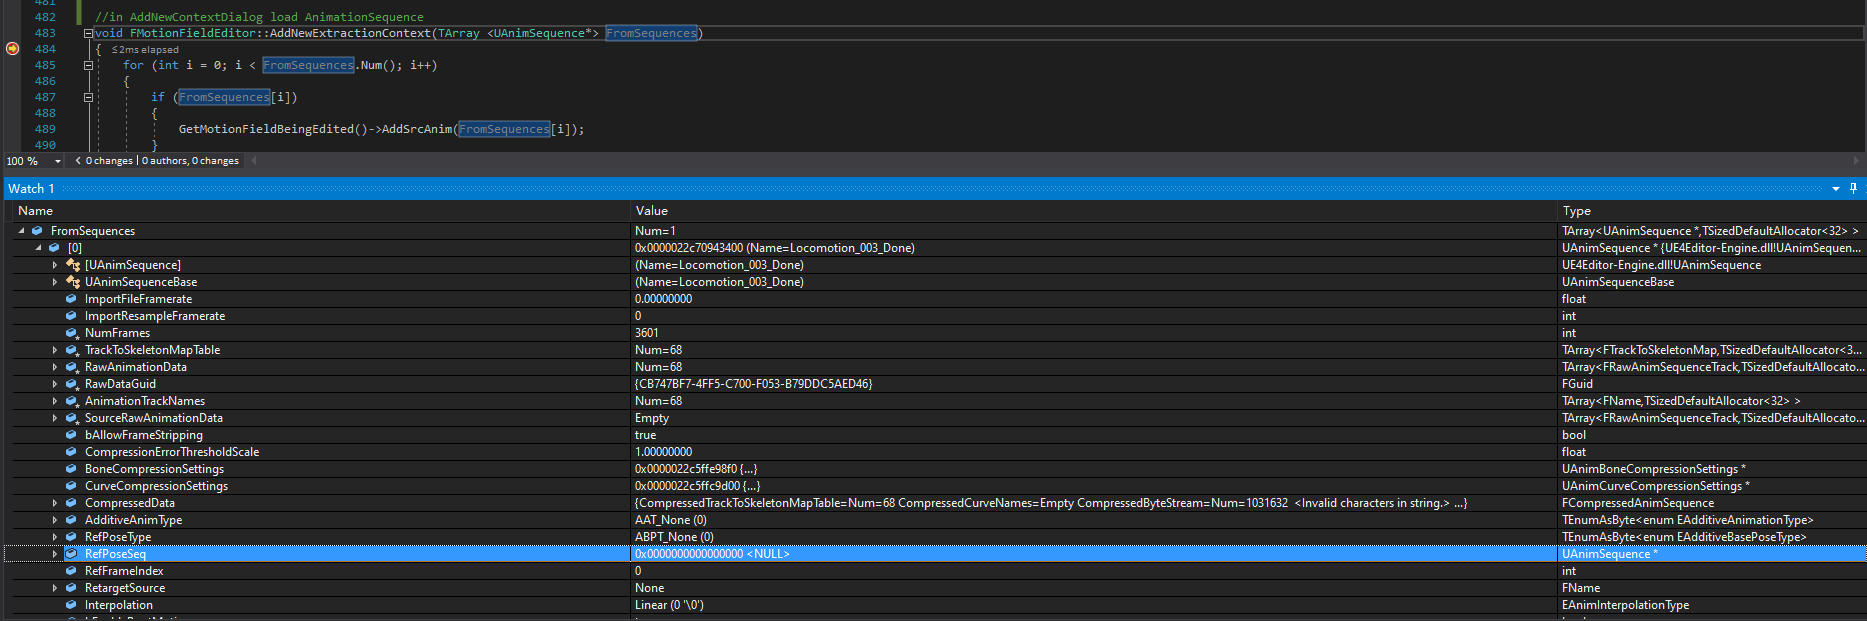 481
482 //in AddNewContextDialog load AnimationSequence
483 void FMotionFieldEditor::AddNewExtractionContext(TArray <UAnimSequence*> FromSequences)
484 { ≤2ms elapsed
485 for (int i = 0; i < FromSequences.Num(); i++)
486 {
487 if (FromSequences[i])
488 {
489 GetMotionFieldBeingEdited()->AddSrcAnim(FromSequences[i]);
490 }
100 % 0 changes | 0 authors, 0 changes
Watch 1
Name Value Type
FromSequences Num=1 TArray<UAnimSequence *,TSizedDefaultAllocator<32> >
[0] 0x0000022c70943400 (Name=Locomotion_003_Done) UAnimSequence * {UE4Editor-Engine.dll!UAnimSequen...
[UAnimSequence] (Name=Locomotion_003_Done) UE4Editor-Engine.dll!UAnimSequence
UAnimSequenceBase (Name=Locomotion_003_Done) UAnimSequenceBase
ImportFileFramerate 0.00000000 float
ImportResampleFramerate 0 int
NumFrames 3601 int
TrackToSkeletonMapTable Num=68 TArray<FTrackToSkeletonMap,TSizedDefaultAllocator<3...
RawAnimationData Num=68 TArray<FRawAnimSequenceTrack,TSizedDefaultAllocato...
RawDataGuid {CB747BF7-4FF5-C700-F053-B79DDC5AED46} FGuid
AnimationTrackNames Num=68 TArray<FName,TSizedDefaultAllocator<32> >
SourceRawAnimationData Empty TArray<FRawAnimSequenceTrack,TSizedDefaultAllocato...
bAllowFrameStripping true bool
CompressionErrorThresholdScale 1.00000000 float
BoneCompressionSettings 0x0000022c5ffe98f0 {...} UAnimBoneCompressionSettings *
CurveCompressionSettings 0x0000022c5ffc9d00 {...} UAnimCurveCompressionSettings *
CompressedData {CompressedTrackToSkeletonMapTable=Num=68 CompressedCurveNames=Empty CompressedByteStream=Num=1031632 <Invalid characters in string.> ...} FCompressedAnimSequence
AdditiveAnimType AAT_None (0) TEnumAsByte<enum EAdditiveAnimationType>
RefPoseType ABPT_None (0) TEnumAsByte<enum EAdditiveBasePoseType>
RefPoseSeq 0x0000000000000000 <NULL> UAnimSequence *
RefFrameIndex 0 int
RetargetSource None FName
Interpolation Linear (0 '\0') EAnimInterpolationType